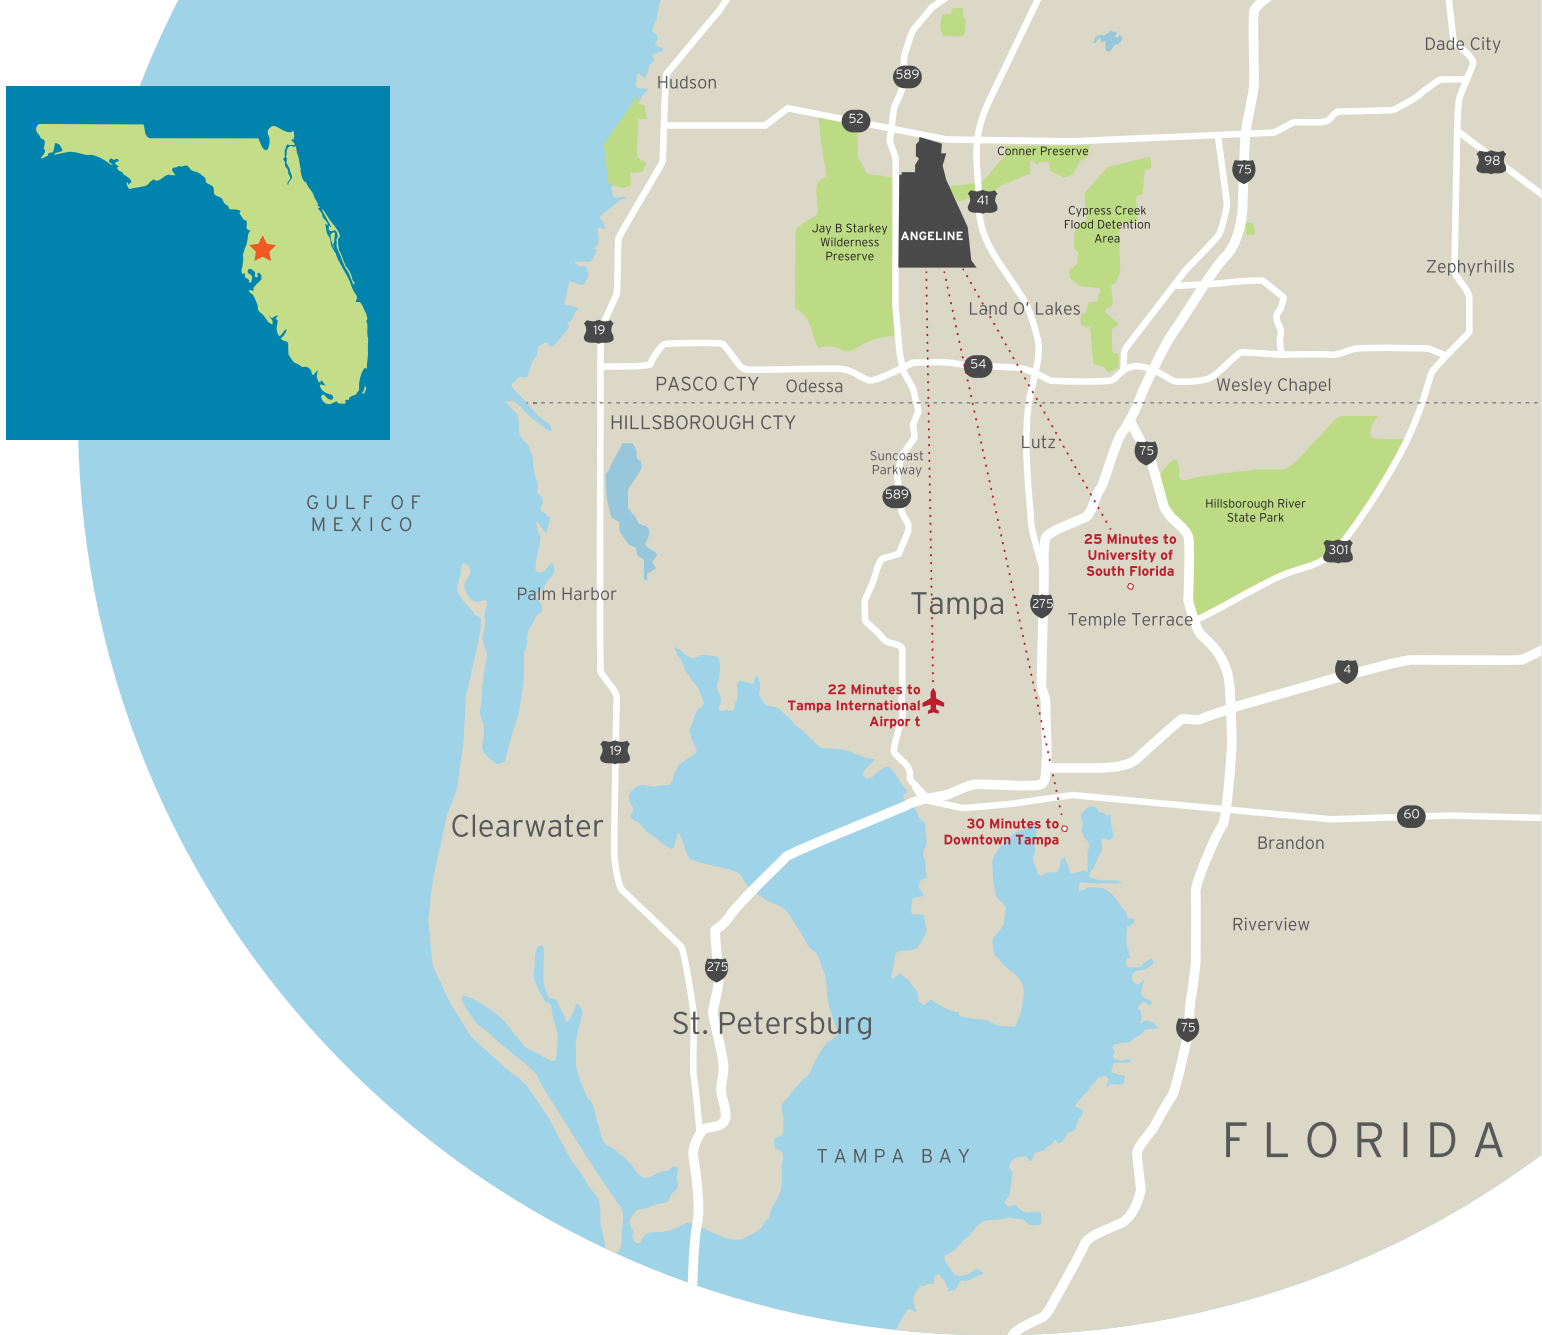 Dade City
589
Hudson
52
Conner Preserve
98
75
41
Cypress Creek
Flood Detention
Area
Jay B Starkey
Wilderness
Preserve
ANGELINE
Zephyrhills
Land O' Lakes
19
54
PASCO CTY
Odessa
Wesley Chapel
HILLSBOROUGH CTY
Lutz
75
Suncoast
Parkway
589
GULF OF
MEXICO
Hillsborough River
State Park
25 Minutes to
University of
South Florida
301
Palm Harbor
Tampa
275
Temple Terrace
4
22 Minutes to
Tampa International
Airpor t
19
Clearwater
30 Minutes to
Downtown Tampa
60
Brandon
Riverview
275
St. Petersburg
75
FLORIDA
TAMPA BAY